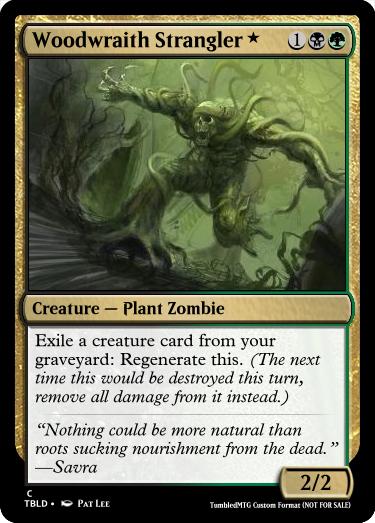 Woodwraith Strangler ★ 1
Creature — Plant Zombie
Exile a creature card from your
graveyard: Regenerate this. (The next
time this would be destroyed this turn,
remove all damage from it instead.)
“Nothing could be more natural than
roots sucking nourishment from the dead.”
—Savra
2/2
C
TBLD • Pat Lee
TumbledMTG Custom Format (NOT FOR SALE)